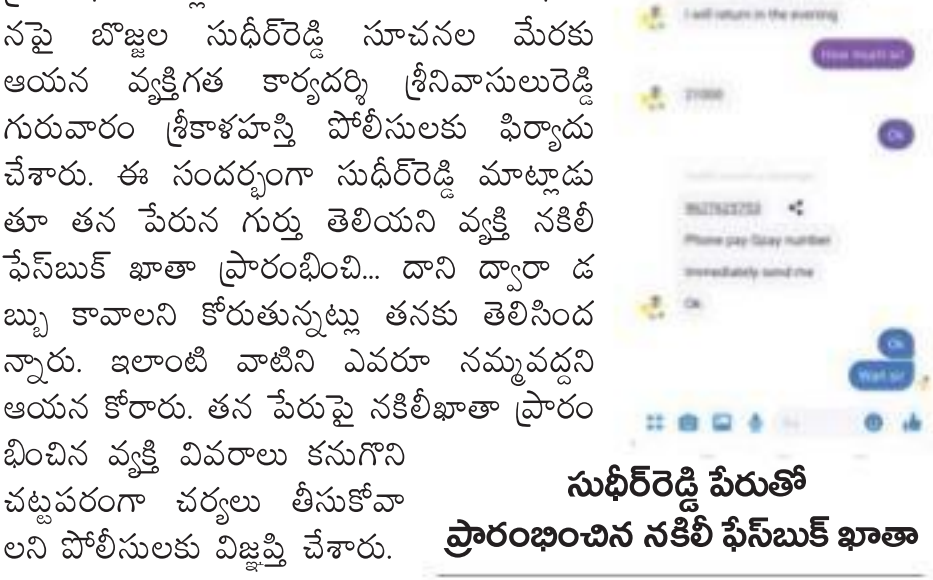 నపై బొజ్జల సుధీర్‌రెడ్డి సూచనల మేరకు
ఆయన వ్యక్తిగత కార్యదర్శి శ్రీనివాసులురెడ్డి
గురువారం శ్రీకాళహస్తి పోలీసులకు ఫిర్యాదు
చేశారు. ఈ సందర్భంగా సుధీర్‌రెడ్డి మాట్లాడు
తూ తన పేరున గుర్తు తెలియని వ్యక్తి నకిలీ
ఫేస్‌బుక్ ఖాతా ప్రారంభించి... దాని ద్వారా డ
బ్బు కావాలని కోరుతున్నట్లు తనకు తెలిసింద
న్నారు. ఇలాంటి వాటిని ఎవరూ నమ్మవద్దని
ఆయన కోరారు. తన పేరుపై నకిలీఖాతా ప్రారం
భించిన వ్యక్తి వివరాలు కనుగొని
చట్టపరంగా చర్యలు తీసుకోవా
లని పోలీసులకు విజ్ఞప్తి చేశారు.
I will return in the evening
How much sir
21000
Ok
Phone pay Gpay number
Immediately send me
Ok
Ok
Wait sir
సుధీర్‌రెడ్డి పేరుతో
ప్రారంభించిన నకిలీ ఫేస్‌బుక్ ఖాతా